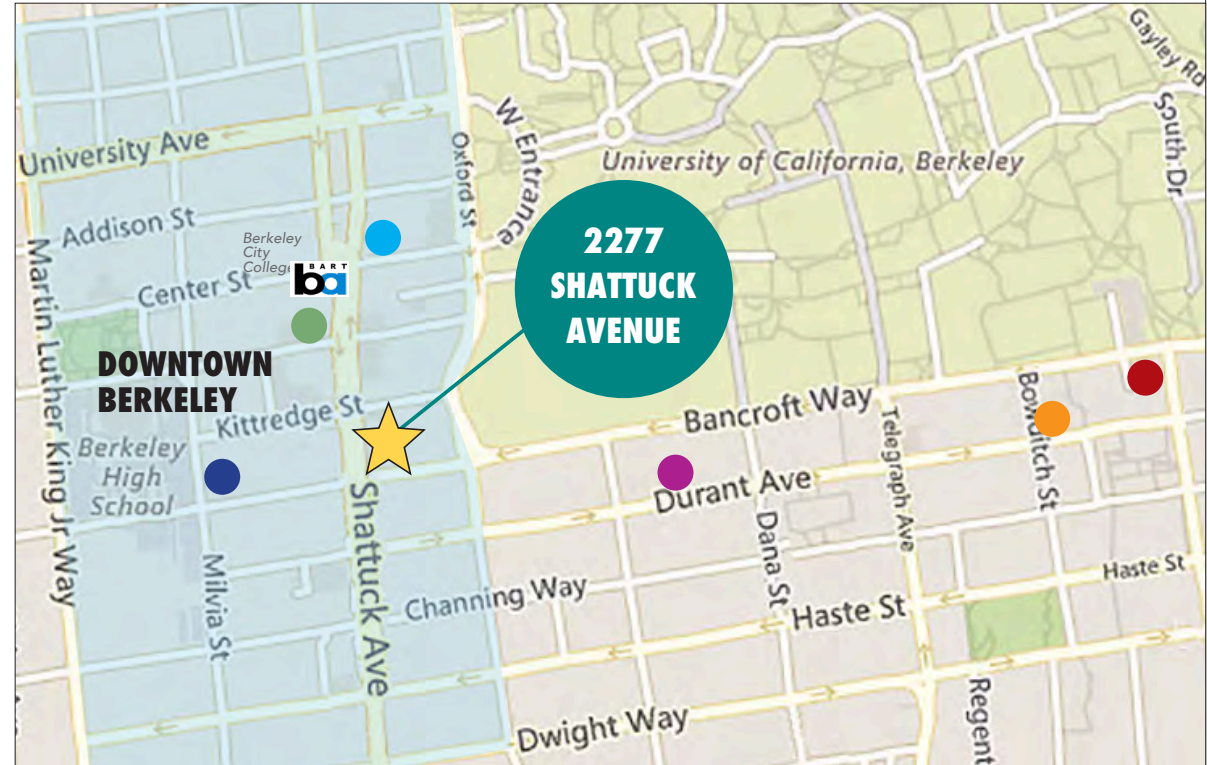 Gayley Rd
South Dr
University Ave
Oxford St
W Entrance
University of California, Berkeley
Addison St
Berkeley
City
College
BART
ba
Center St
2277
SHATTUCK
AVENUE
Martin Luther King Jr Way
DOWNTOWN
BERKELEY
Kittredge St
Berkeley
High
School
Bancroft Way
Bowditch St
Telegraph Ave
Durant Ave
Shattuck Ave
Dana St
Milvia St
Channing Way
Haste St
Haste St
Regent
Dwight Way